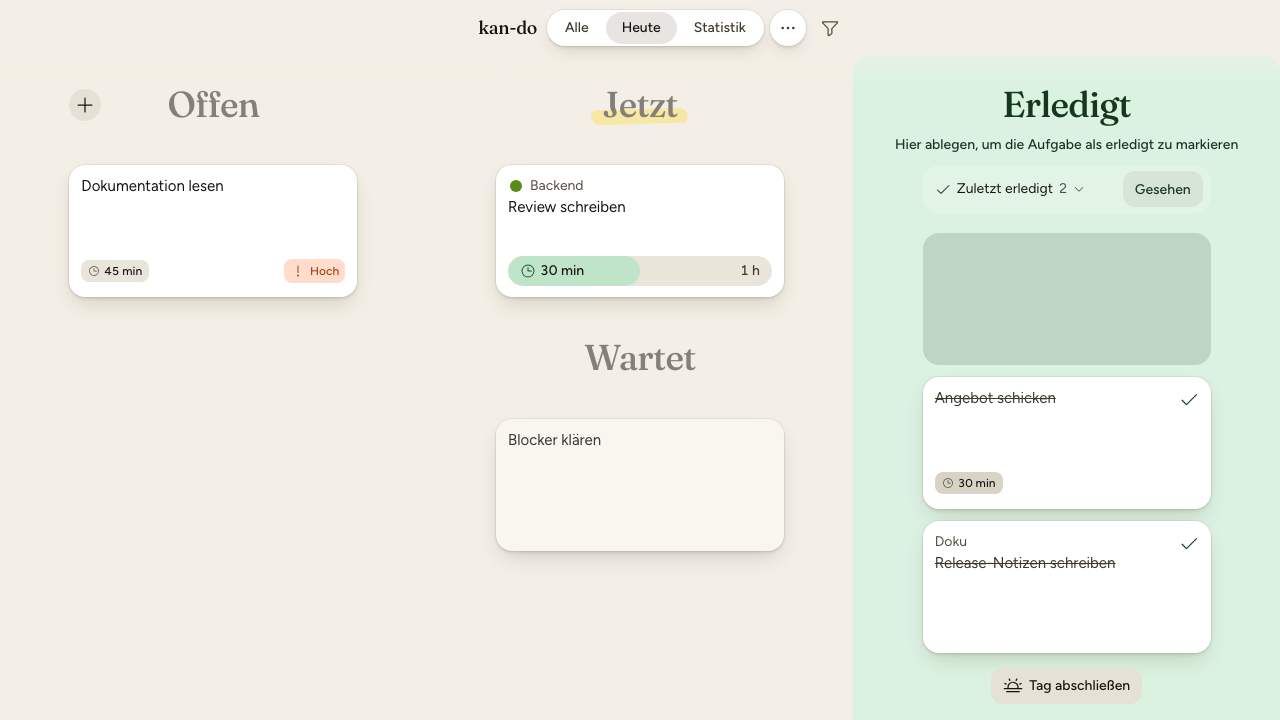 kan-do
Alle
Heute
Statistik
Offen
Dokumentation lesen
45 min
Hoch
Jetzt
Backend
Review schreiben
30 min
1 h
Wartet
Blocker klären
Erledigt
Hier ablegen, um die Aufgabe als erledigt zu markieren
Zuletzt erledigt 2
Gesehen
Angebot schicken
30 min
Doku
Release-Notizen schreiben
Tag abschließen